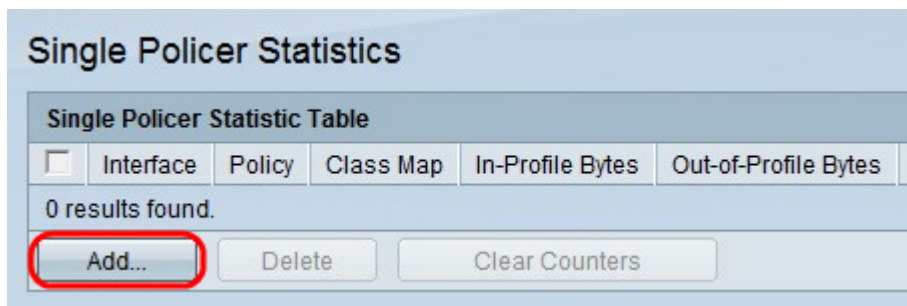 Single Policer Statistics
Single Policer Statistic Table
Interface Policy Class Map In-Profile Bytes Out-of-Profile Bytes
0 results found.
Add... Delete Clear Counters